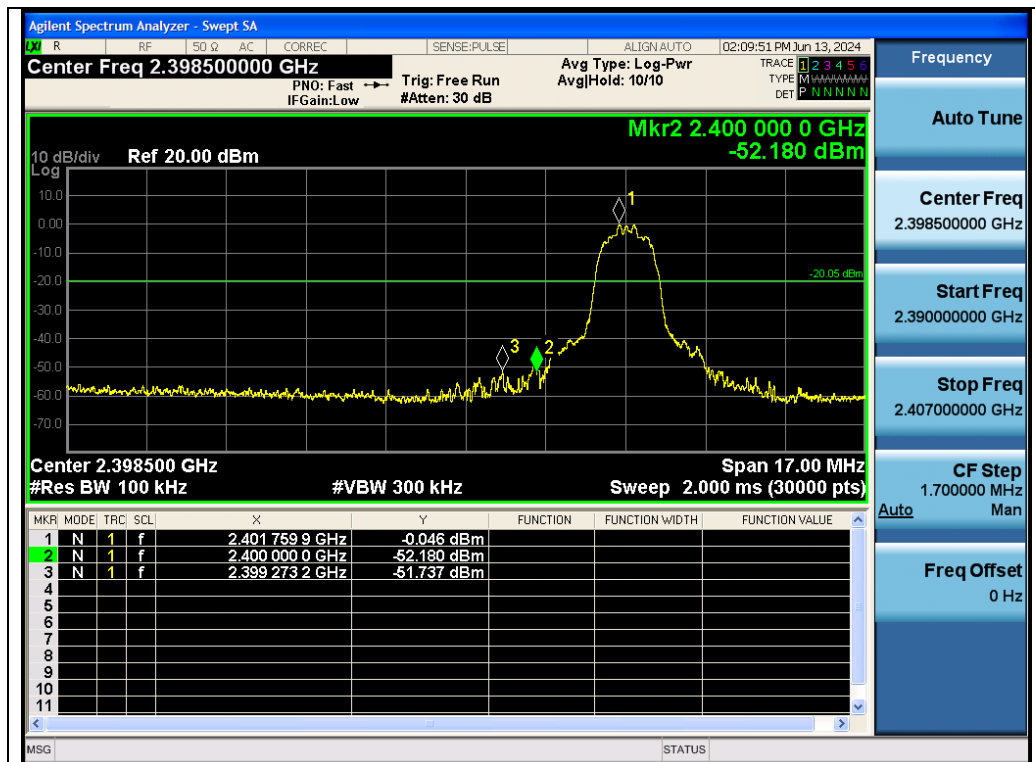 Agilent Spectrum Analyzer - Swept SA
LXI R RF 50 Ω AC CORREC SENSE:PULSE ALIGN AUTO 02:09:51 PM Jun 13, 2024
Center Freq 2.398500000 GHz
PNO: Fast
IFGain:Low
Trig: Free Run
#Atten: 30 dB
Avg Type: Log-Pwr
Avg|Hold: 10/10
TRACE 1 2 3 4 5 6
TYPE M WWWWW
DET P N N N N N
Mkr2 2.400 000 0 GHz
-52.180 dBm
10 dB/div Ref 20.00 dBm
Log
10.0
0.00
-10.0
-20.0
-30.0
-40.0
-50.0
-60.0
-70.0
1
-20.05 dBm
3
2
Center 2.398500 GHz Span 17.00 MHz
#Res BW 100 kHz #VBW 300 kHz Sweep 2.000 ms (30000 pts)
MKR MODE TRC SCL X Y FUNCTION FUNCTION WIDTH FUNCTION VALUE
1 N 1 f 2.401 759 9 GHz -0.046 dBm
2 N 1 f 2.400 000 0 GHz -52.180 dBm
3 N 1 f 2.399 273 2 GHz -51.737 dBm
4
5
6
7
8
9
10
11
MSG STATUS
Frequency
Auto Tune
Center Freq
2.398500000 GHz
Start Freq
2.390000000 GHz
Stop Freq
2.407000000 GHz
CF Step
1.700000 MHz
Auto Man
Freq Offset
0 Hz